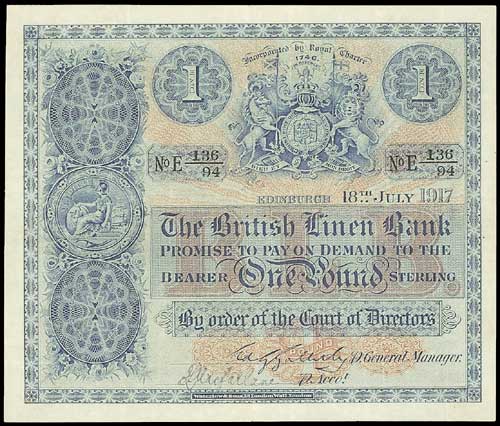 Incorporated by Royal Charter
1746.
1
1
No E 136/94
No E 136/94
EDINBURGH 18TH JULY 1917
The British Linen Bank
PROMISE TO PAY ON DEMAND TO THE
BEARER One Pound STERLING
By order of the Court of Directors
P. General Manager.